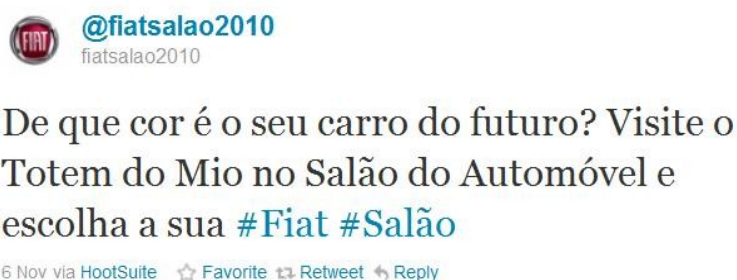 FIAT
@fiatsalao2010
fiatsalao2010
De que cor é o seu carro do futuro? Visite o
Totem do Mio no Salão do Automóvel e
escolha a sua #Fiat #Salão
6 Nov via HootSuite Favorite Retweet Reply